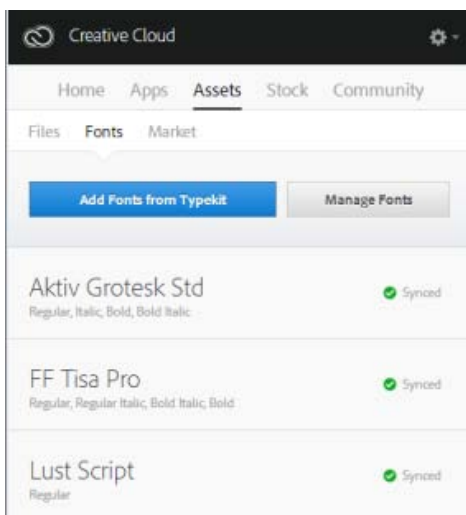 Creative Cloud
Home Apps Assets Stock Community
Files Fonts Market
Add Fonts from Typekit Manage Fonts
Aktiv Grotesk Std
Synced
Regular, Italic, Bold, Bold Italic
FF Tisa Pro
Synced
Regular, Regular Italic, Bold Italic, Bold
Lust Script
Synced
Regular